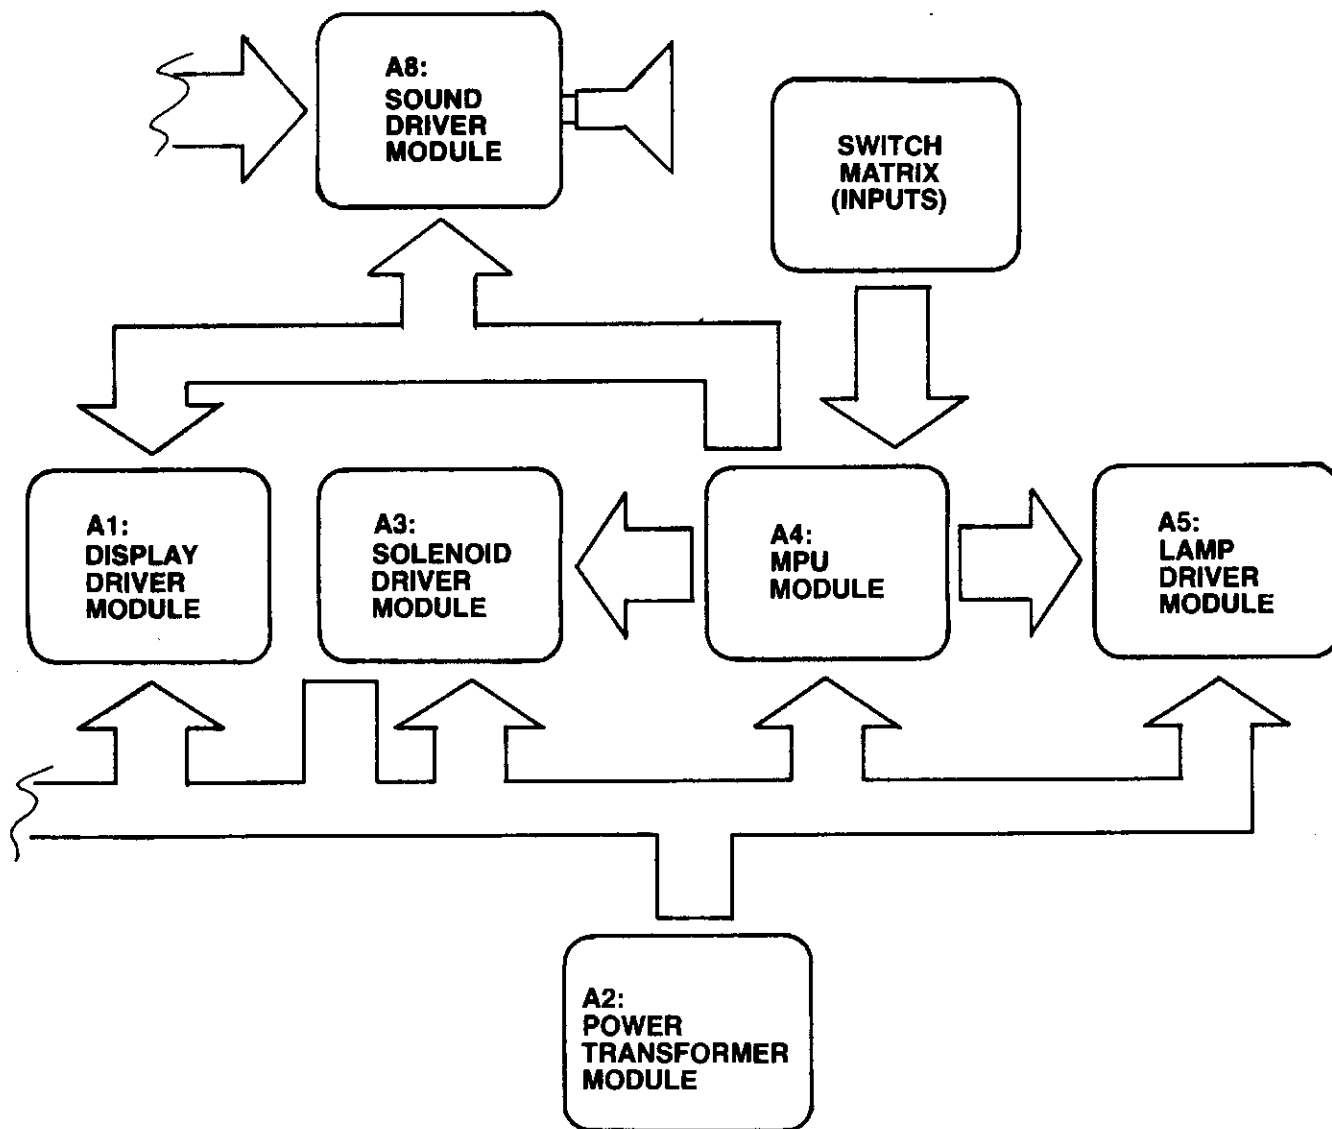 A8:
SOUND
DRIVER
MODULE
SWITCH
MATRIX
(INPUTS)
A1:
DISPLAY
DRIVER
MODULE
A3:
SOLENOID
DRIVER
MODULE
A4:
MPU
MODULE
A5:
LAMP
DRIVER
MODULE
A2:
POWER
TRANSFORMER
MODULE